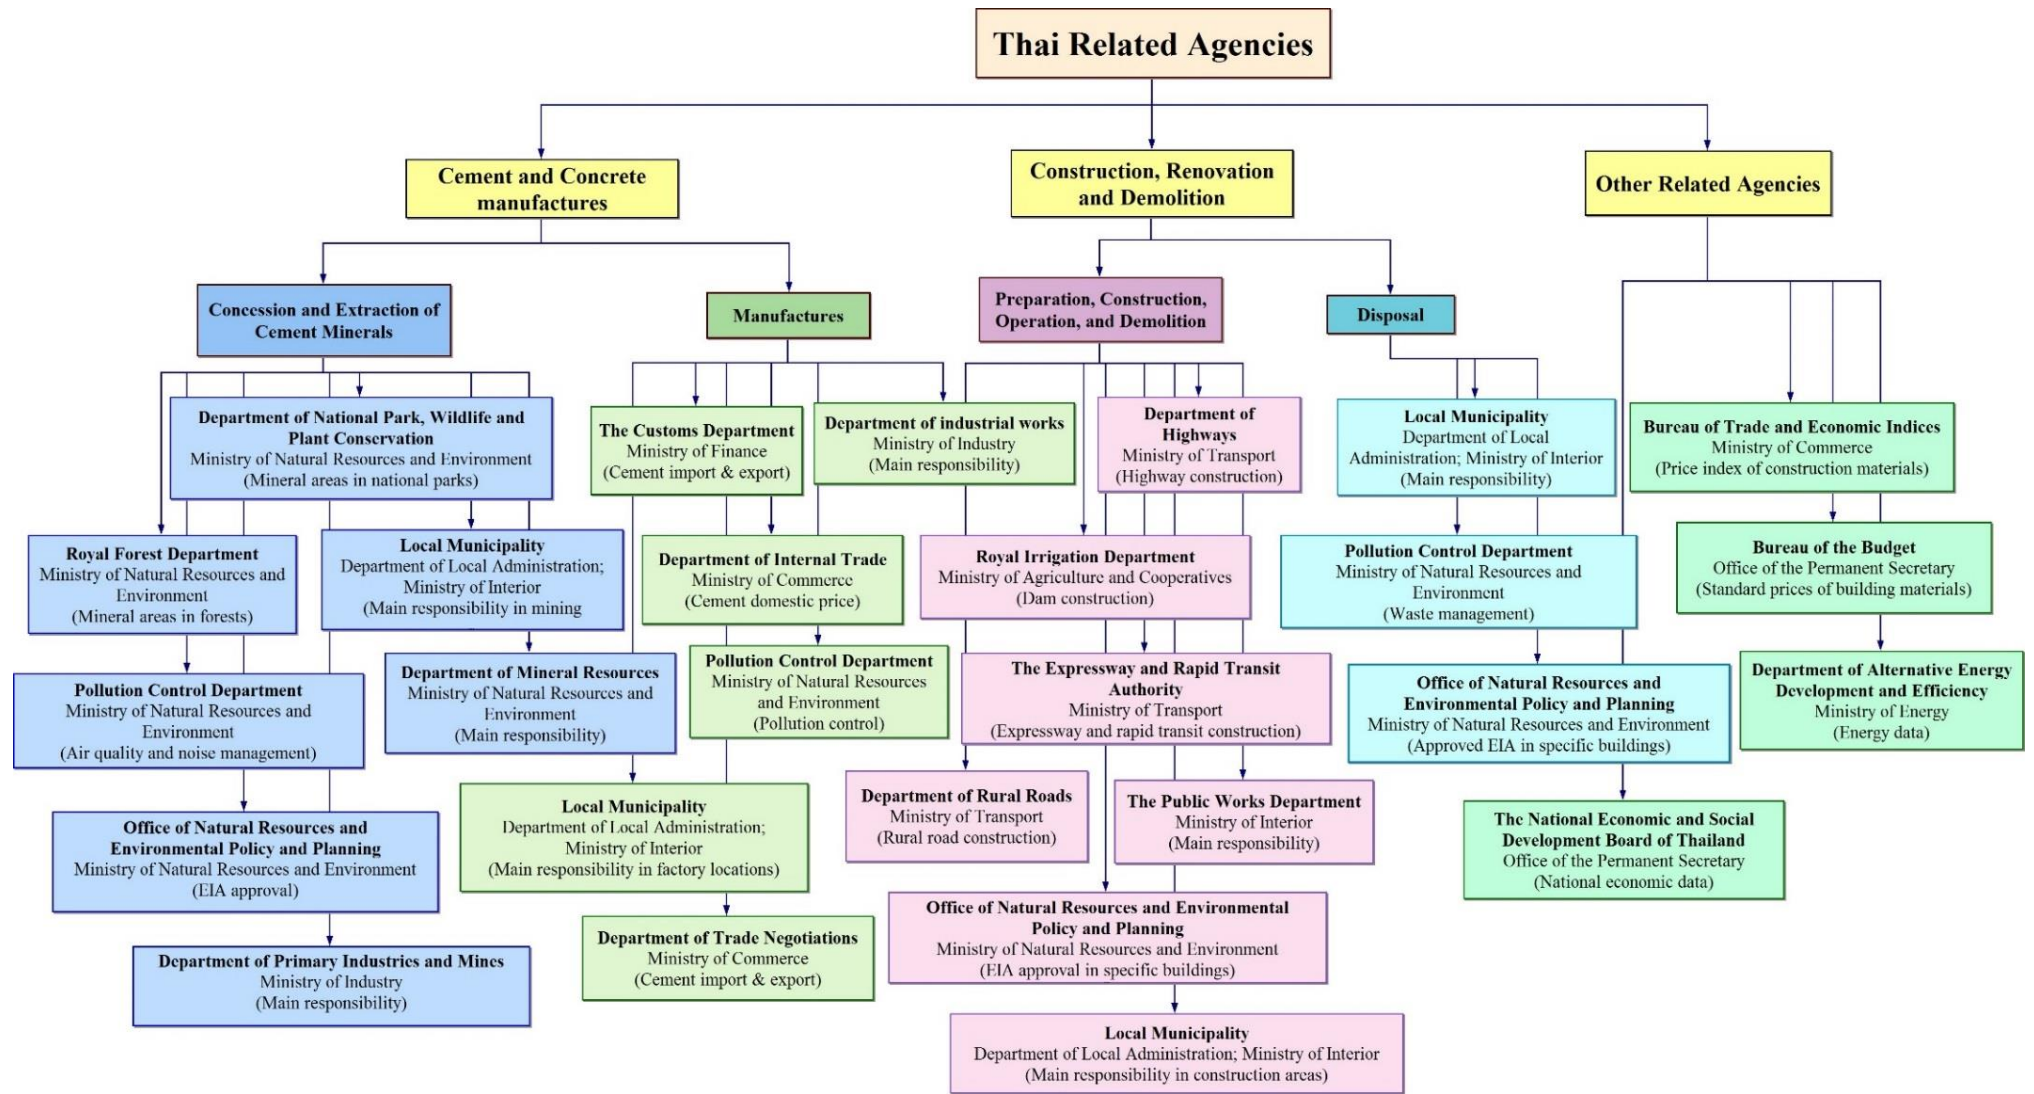 Thai Related Agencies
Cement and Concrete
manufactures
Construction, Renovation
and Demolition
Other Related Agencies
Concession and Extraction of
Cement Minerals
Manufactures
Preparation, Construction,
Operation, and Demolition
Disposal
Department of National Park, Wildlife and
Plant Conservation
Ministry of Natural Resources and Environment
(Mineral areas in national parks)
Royal Forest Department
Ministry of Natural Resources and
Environment
(Mineral areas in forests)
Local Municipality
Department of Local Administration;
Ministry of Interior
(Main responsibility in mining
Pollution Control Department
Ministry of Natural Resources and
Environment
(Air quality and noise management)
Department of Mineral Resources
Ministry of Natural Resources and
Environment
(Main responsibility)
Office of Natural Resources and
Environmental Policy and Planning
Ministry of Natural Resources and Environment
(EIA approval)
Department of Primary Industries and Mines
Ministry of Industry
(Main responsibility)
The Customs Department
Ministry of Finance
(Cement import & export)
Department of industrial works
Ministry of Industry
(Main responsibility)
Department of Internal Trade
Ministry of Commerce
(Cement domestic price)
Pollution Control Department
Ministry of Natural Resources
and Environment
(Pollution control)
Local Municipality
Department of Local Administration;
Ministry of Interior
(Main responsibility in factory locations)
Department of Trade Negotiations
Ministry of Commerce
(Cement import & export)
Department of
Highways
Ministry of Transport
(Highway construction)
Royal Irrigation Department
Ministry of Agriculture and Cooperatives
(Dam construction)
The Expressway and Rapid Transit
Authority
Ministry of Transport
(Expressway and rapid transit construction)
Department of Rural Roads
Ministry of Transport
(Rural road construction)
The Public Works Department
Ministry of Interior
(Main responsibility)
Office of Natural Resources and Environmental
Policy and Planning
Ministry of Natural Resources and Environment
(EIA approval in specific buildings)
Local Municipality
Department of Local Administration; Ministry of Interior
(Main responsibility in construction areas)
Local Municipality
Department of Local
Administration; Ministry of Interior
(Main responsibility)
Pollution Control Department
Ministry of Natural Resources and
Environment
(Waste management)
Office of Natural Resources and
Environmental Policy and Planning
Ministry of Natural Resources and Environment
(Approved EIA in specific buildings)
Bureau of Trade and Economic Indices
Ministry of Commerce
(Price index of construction materials)
Bureau of the Budget
Office of the Permanent Secretary
(Standard prices of building materials)
Department of Alternative Energy
Development and Efficiency
Ministry of Energy
(Energy data)
The National Economic and Social
Development Board of Thailand
Office of the Permanent Secretary
(National economic data)